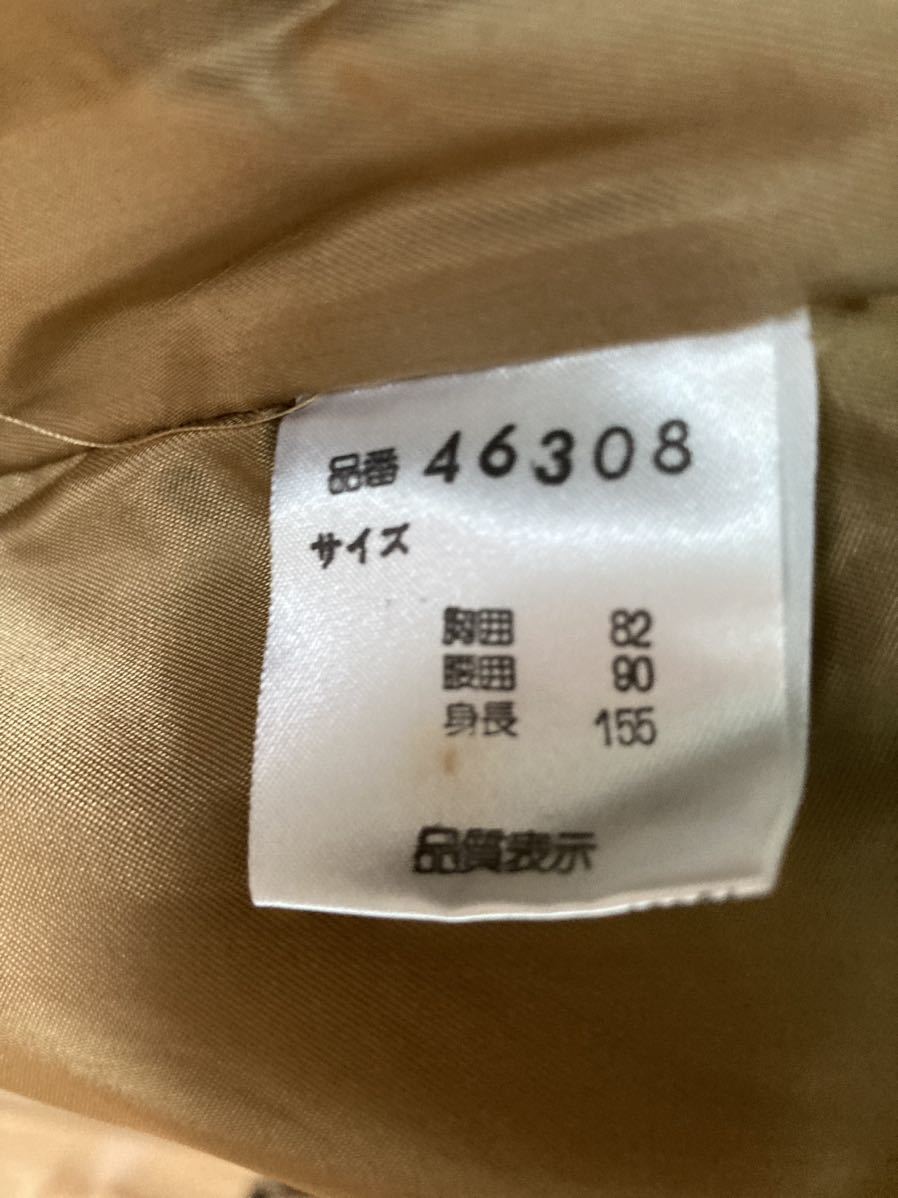 品番 46308
サイズ
胸囲 82
腰囲 90
身長 155
品質表示